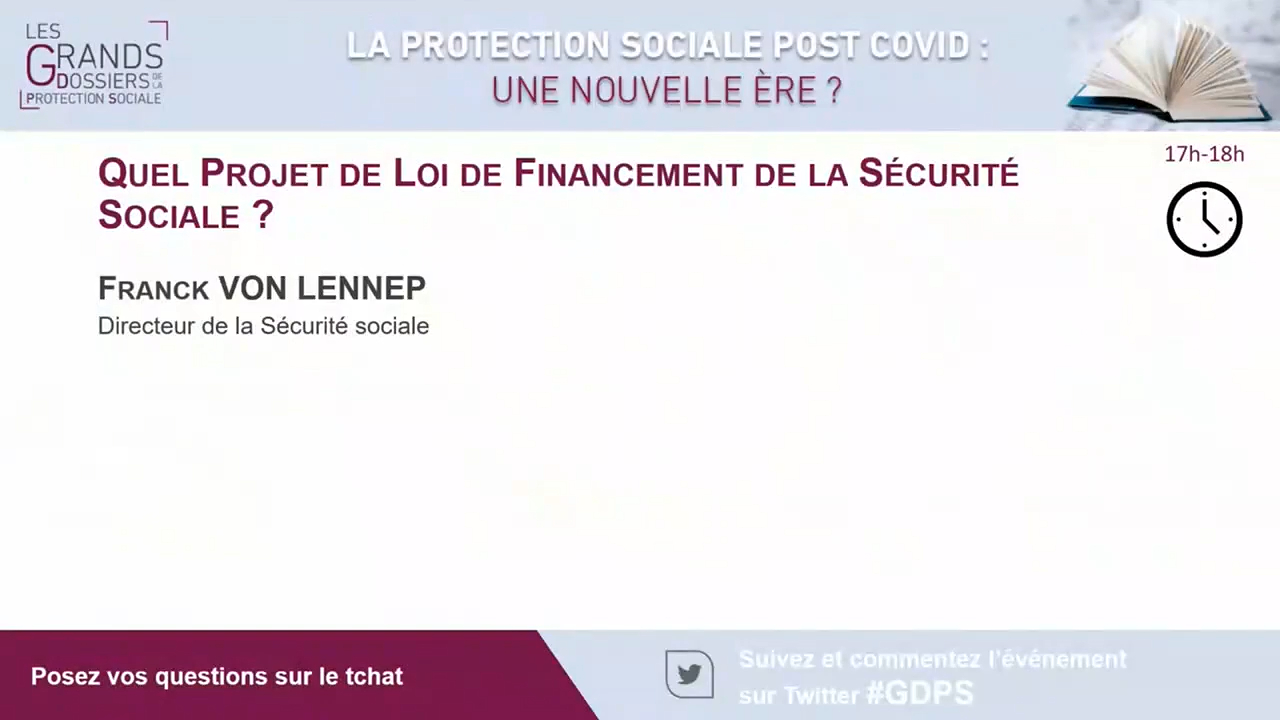 LES
GRANDS
DOSSIERS DE LA
PROTECTION SOCIALE
LA PROTECTION SOCIALE POST COVID :
UNE NOUVELLE ÈRE ?
17h-18h
QUEL PROJET DE LOI DE FINANCEMENT DE LA SÉCURITÉ
SOCIALE ?
FRANCK VON LENNEP
Directeur de la Sécurité sociale
Posez vos questions sur le tchat
Suivez et commentez l'événement
sur Twitter #GDPS